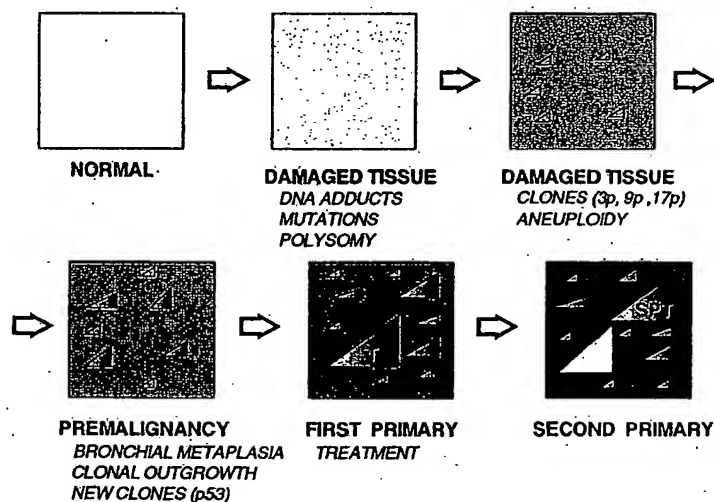 NORMAL
DAMAGED TISSUE
DNA ADDUCTS
MUTATIONS
POLYSOMY
DAMAGED TISSUE
CLONES (3p, 9p ,17p)
ANEUPLOIDY
PREMALIGNANCY
BRONCHIAL METAPLASIA
CLONAL OUTGROWTH
NEW CLONES (p53)
FIRST PRIMARY
TREATMENT
SPT
SECOND PRIMARY